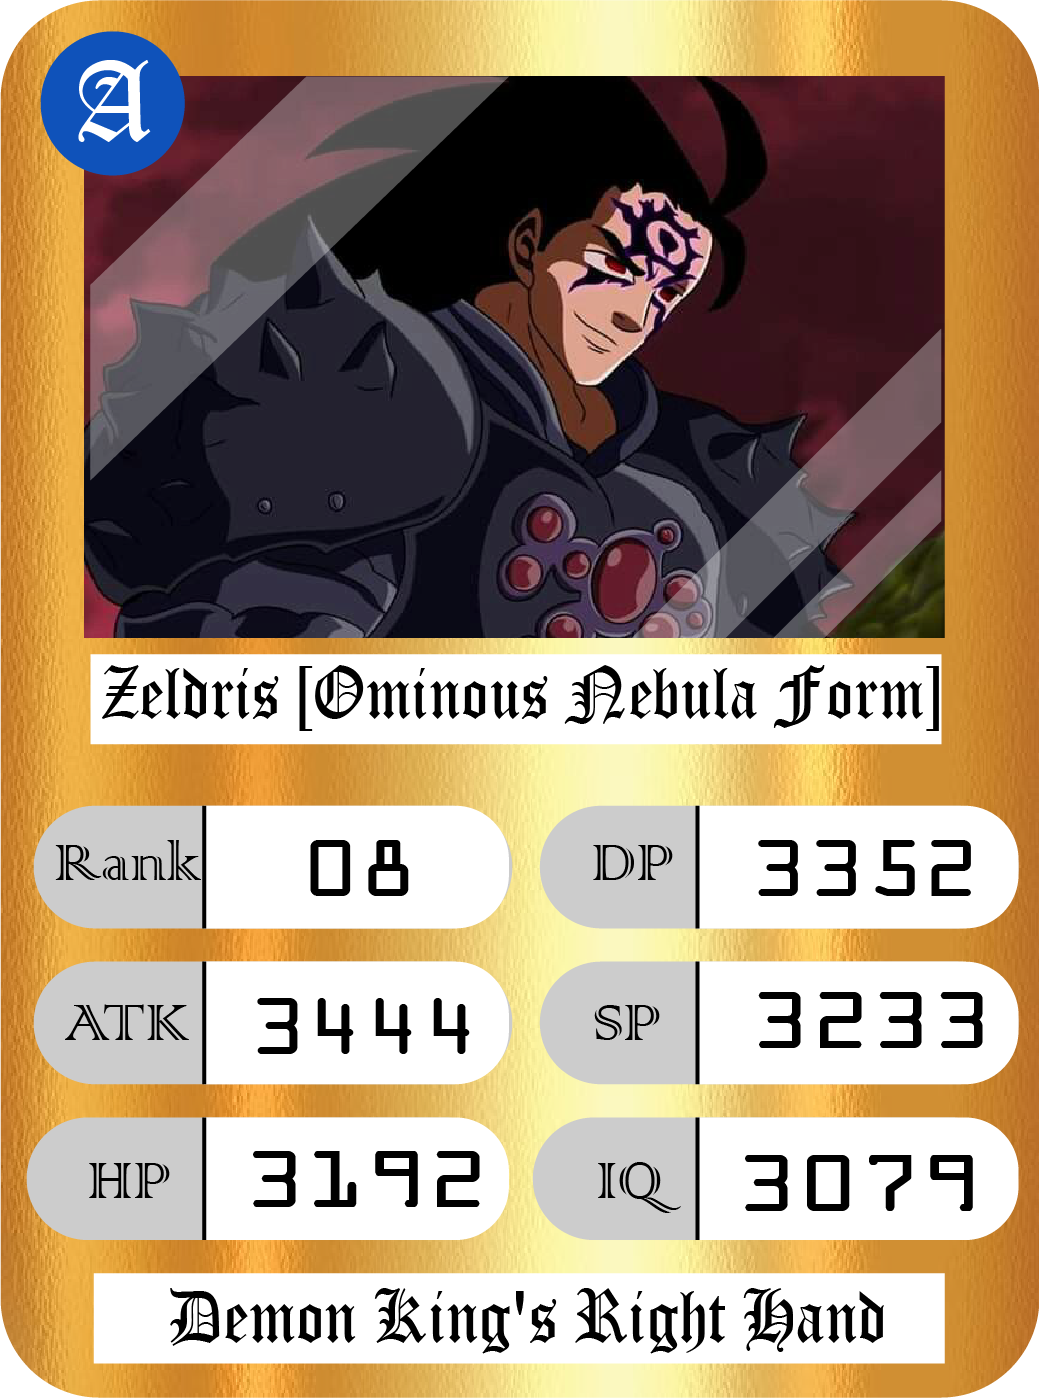 A
Zeldris [Ominous Nebula Form]
Rank 08 DP 3352
ATK 3444 SP 3233
HP 3192 IQ 3079
Demon King's Right Hand